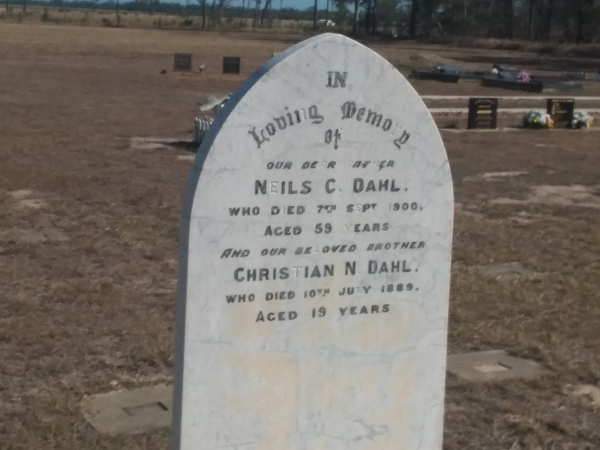 IN
Loving Memory
Of
OUR DEAR FATHER
NEILS C. DAHL.
WHO DIED 7TH SEPT 1900.
AGED 59 YEARS
AND OUR BELOVED BROTHER
CHRISTIAN N. DAHL.
WHO DIED 10TH JULY 1889.
AGED 19 YEARS